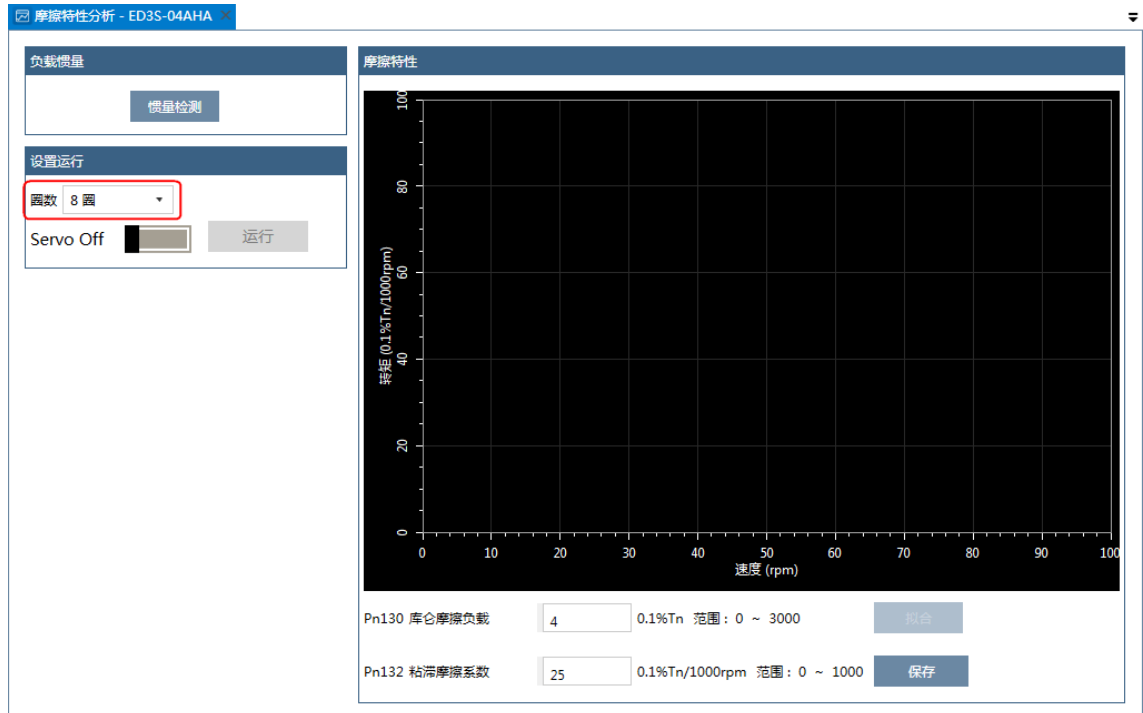 摩擦特性分析 - ED3S-04AHA ×
负载惯量
惯量检测
设置运行
圈数 8 圈
Servo Off 运行
摩擦特性
转矩 (0.1%Tn/1000rpm)
100
80
60
40
20
0
0 10 20 30 40 50 60 70 80 90 100
速度 (rpm)
Pn130 库仑摩擦负载 4 0.1%Tn 范围: 0 ~ 3000 拟合
Pn132 粘滞摩擦系数 25 0.1%Tn/1000rpm 范围: 0 ~ 1000 保存